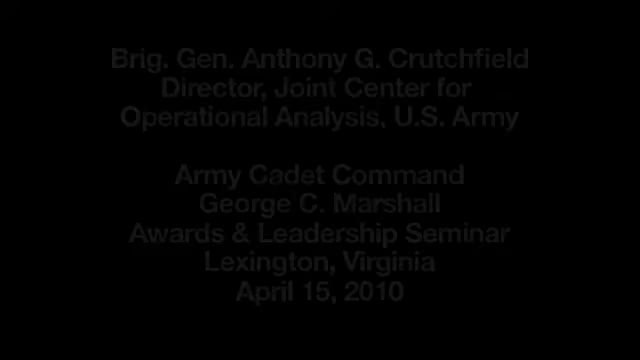 Brig. Gen. Anthony G. Crutchfield
Director, Joint Center for
Operational Analysis, U.S. Army
Army Cadet Command
George C. Marshall
Awards & Leadership Seminar
Lexington, Virginia
April 15, 2010